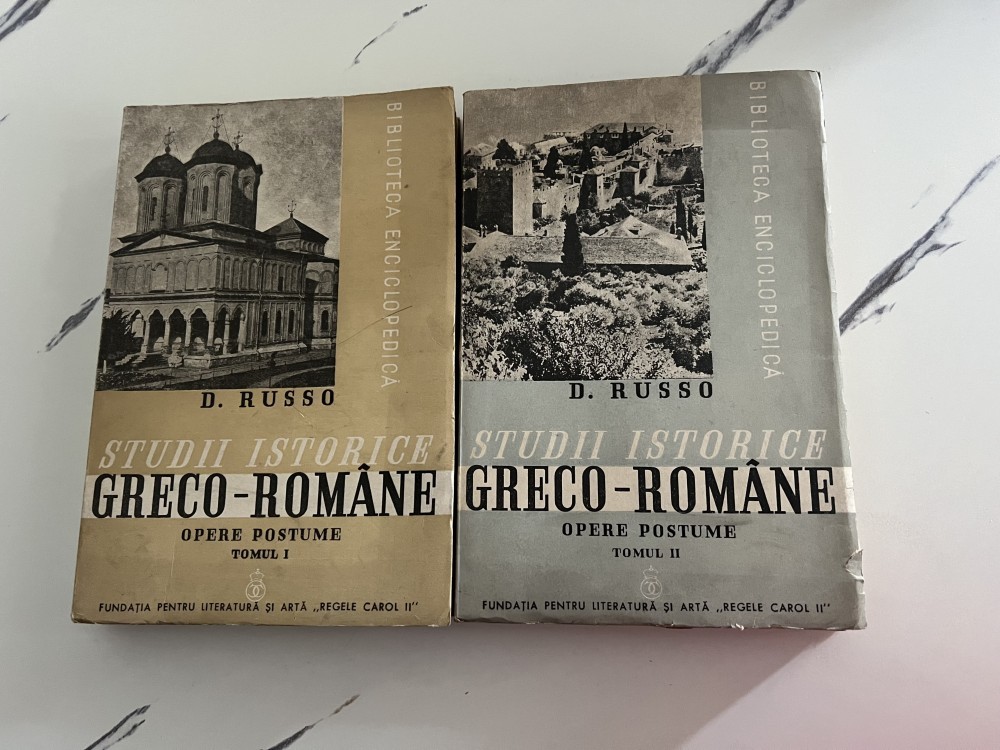 BIBLIOTECA ENCICLOPEDICĂ
D. RUSSO
STUDII ISTORICE
GRECO-ROMÂNE
OPERE POSTUME
TOMUL I
FUNDAȚIA PENTRU LITERATURĂ ȘI ARTĂ „REGELE CAROL II"
BIBLIOTECA ENCICLOPEDICĂ
D. RUSSO
STUDII ISTORICE
GRECO-ROMÂNE
OPERE POSTUME
TOMUL II
FUNDAȚIA PENTRU LITERATURĂ ȘI ARTĂ „REGELE CAROL II"